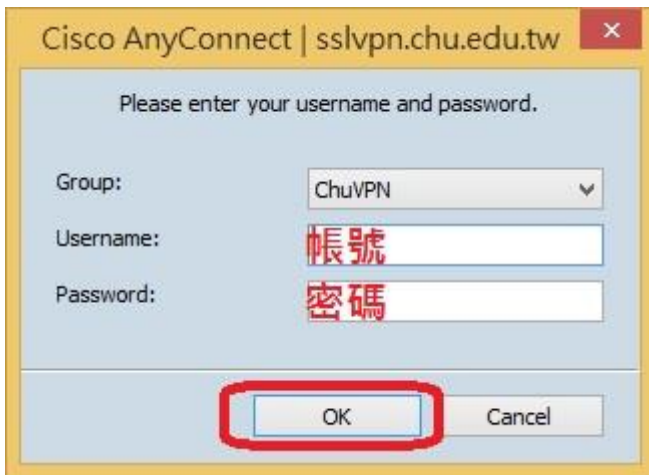 Cisco AnyConnect | sslvpn.chu.edu.tw
Please enter your username and password.
Group: ChuVPN
Username: 帳號
Password: 密碼
OK Cancel